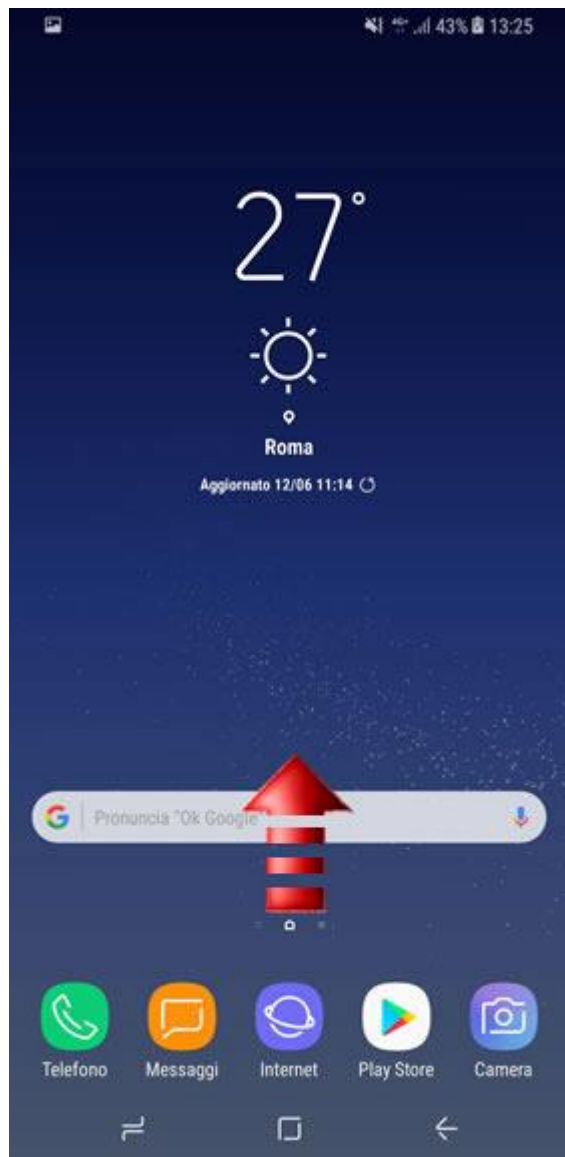 43% 13:25
27°
Roma
Aggiornato 12/06 11:14
Pronuncia "Ok Google"
Telefono Messaggi Internet Play Store Camera